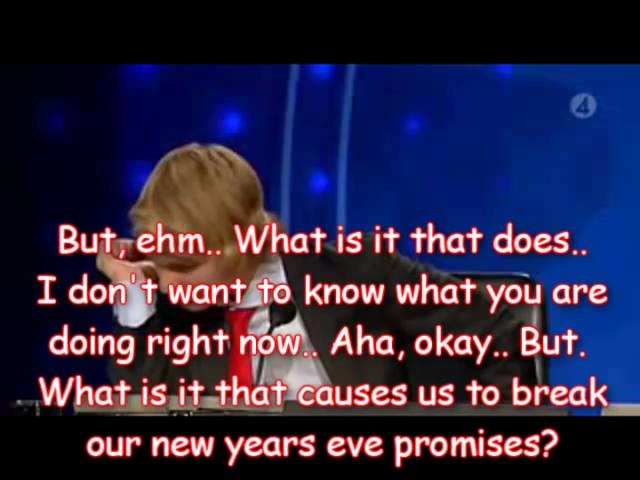 4
But, ehm.. What is it that does..
I don't want to know what you are
doing right now.. Aha, okay.. But.
What is it that causes us to break
our new years eve promises?